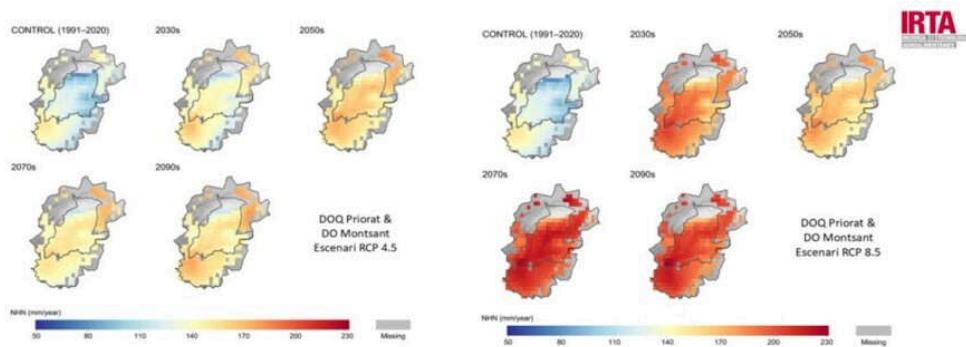 CONTROL (1991–2020)
2030s
2050s
2070s
2090s
DOQ Priorat &
DO Montsant
Escenari RCP 4.5
NHN (mm/year)
50
80
110
140
170
200
230
Missing
CONTROL (1991–2020)
2030s
2050s
2070s
2090s
DOQ Priorat &
DO Montsant
Escenari RCP 8.5
NHN (mm/year)
50
80
110
140
170
200
230
Missing
IRTA